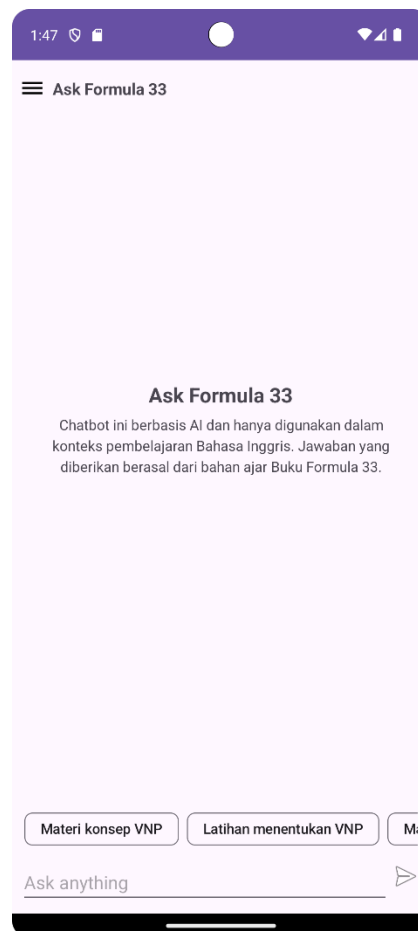 1:47
Ask Formula 33
Ask Formula 33
Chatbot ini berbasis AI dan hanya digunakan dalam
konteks pembelajaran Bahasa Inggris. Jawaban yang
diberikan berasal dari bahan ajar Buku Formula 33.
Materi konsep VNP Latihan menentukan VNP
Ask anything